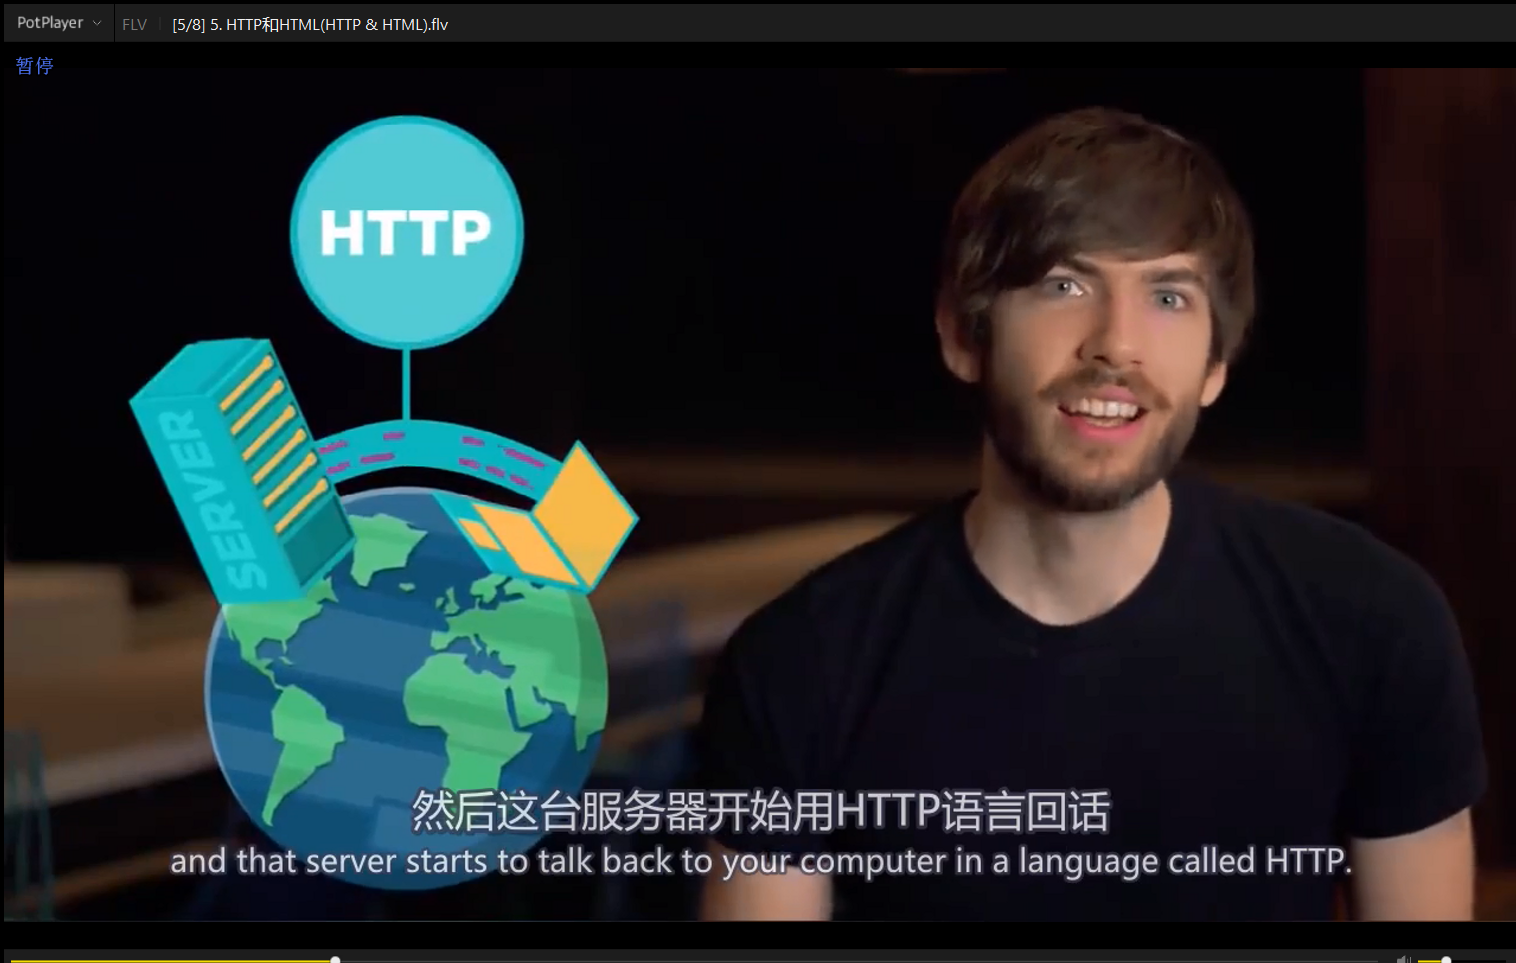 PotPlayer FLV [5/8] 5. HTTP和HTML(HTTP & HTML).flv
暂停
HTTP
SERVER
然后这台服务器开始用HTTP语言回话
and that server starts to talk back to your computer in a language called HTTP.